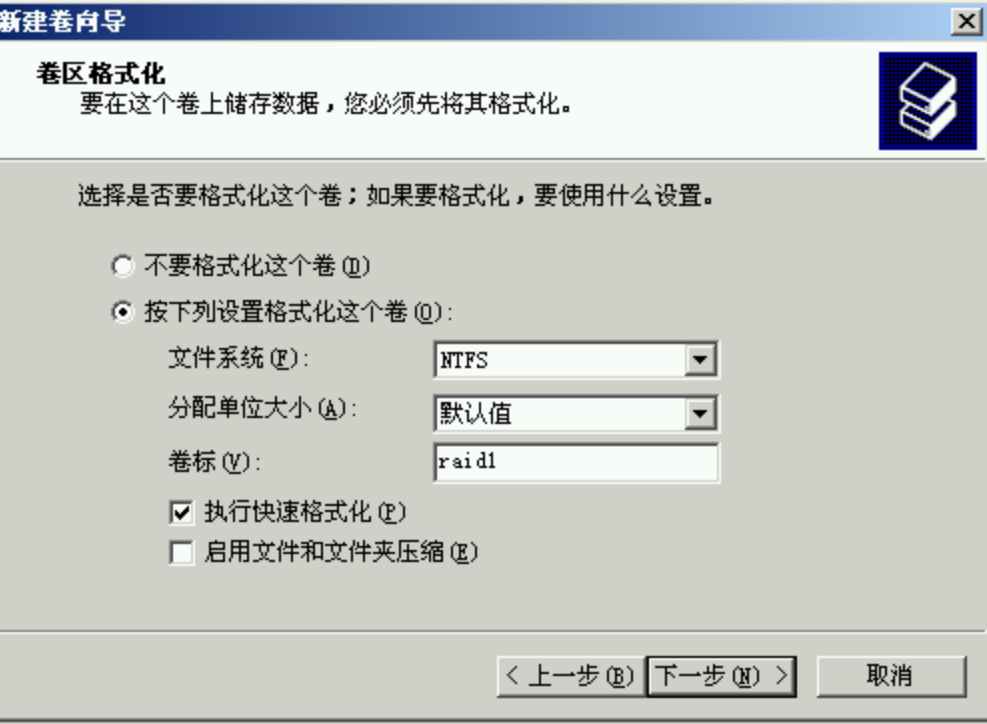 新建卷向导
卷区格式化
要在这个卷上储存数据，您必须先将其格式化。
选择是否要格式化这个卷；如果要格式化，要使用什么设置。
不要格式化这个卷(D)
按下列设置格式化这个卷(O):
文件系统(F): NTFS
分配单位大小(A): 默认值
卷标(V): raid1
执行快速格式化(P)
启用文件和文件夹压缩(E)
< 上一步(B) 下一步(N) > 取消